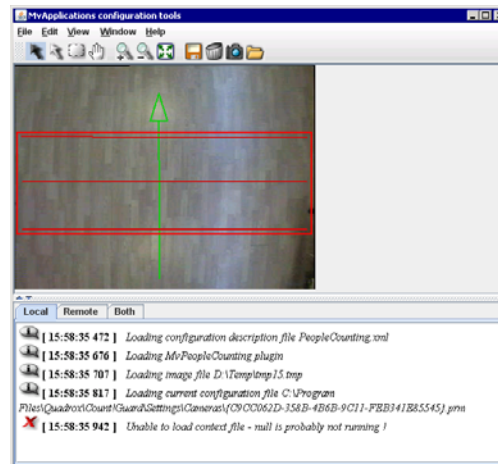 MvApplications configuration tools
File Edit View Window Help
Local Remote Both
[ 15:58:35 472 ] Loading configuration description file PeopleCounting.xml
[ 15:58:35 676 ] Loading MvPeopleCounting plugin
[ 15:58:35 707 ] Loading image file D:\Temp\tmp15.tmp
[ 15:58:35 817 ] Loading current configuration file C:\Program
Files\Quadrox\CountGuard\Settings\Cameras\{C9CC062D-358B-4B6B-9C11-FEB341E85545}.prm
[ 15:58:35 942 ] Unable to load context file - null is probably not running !